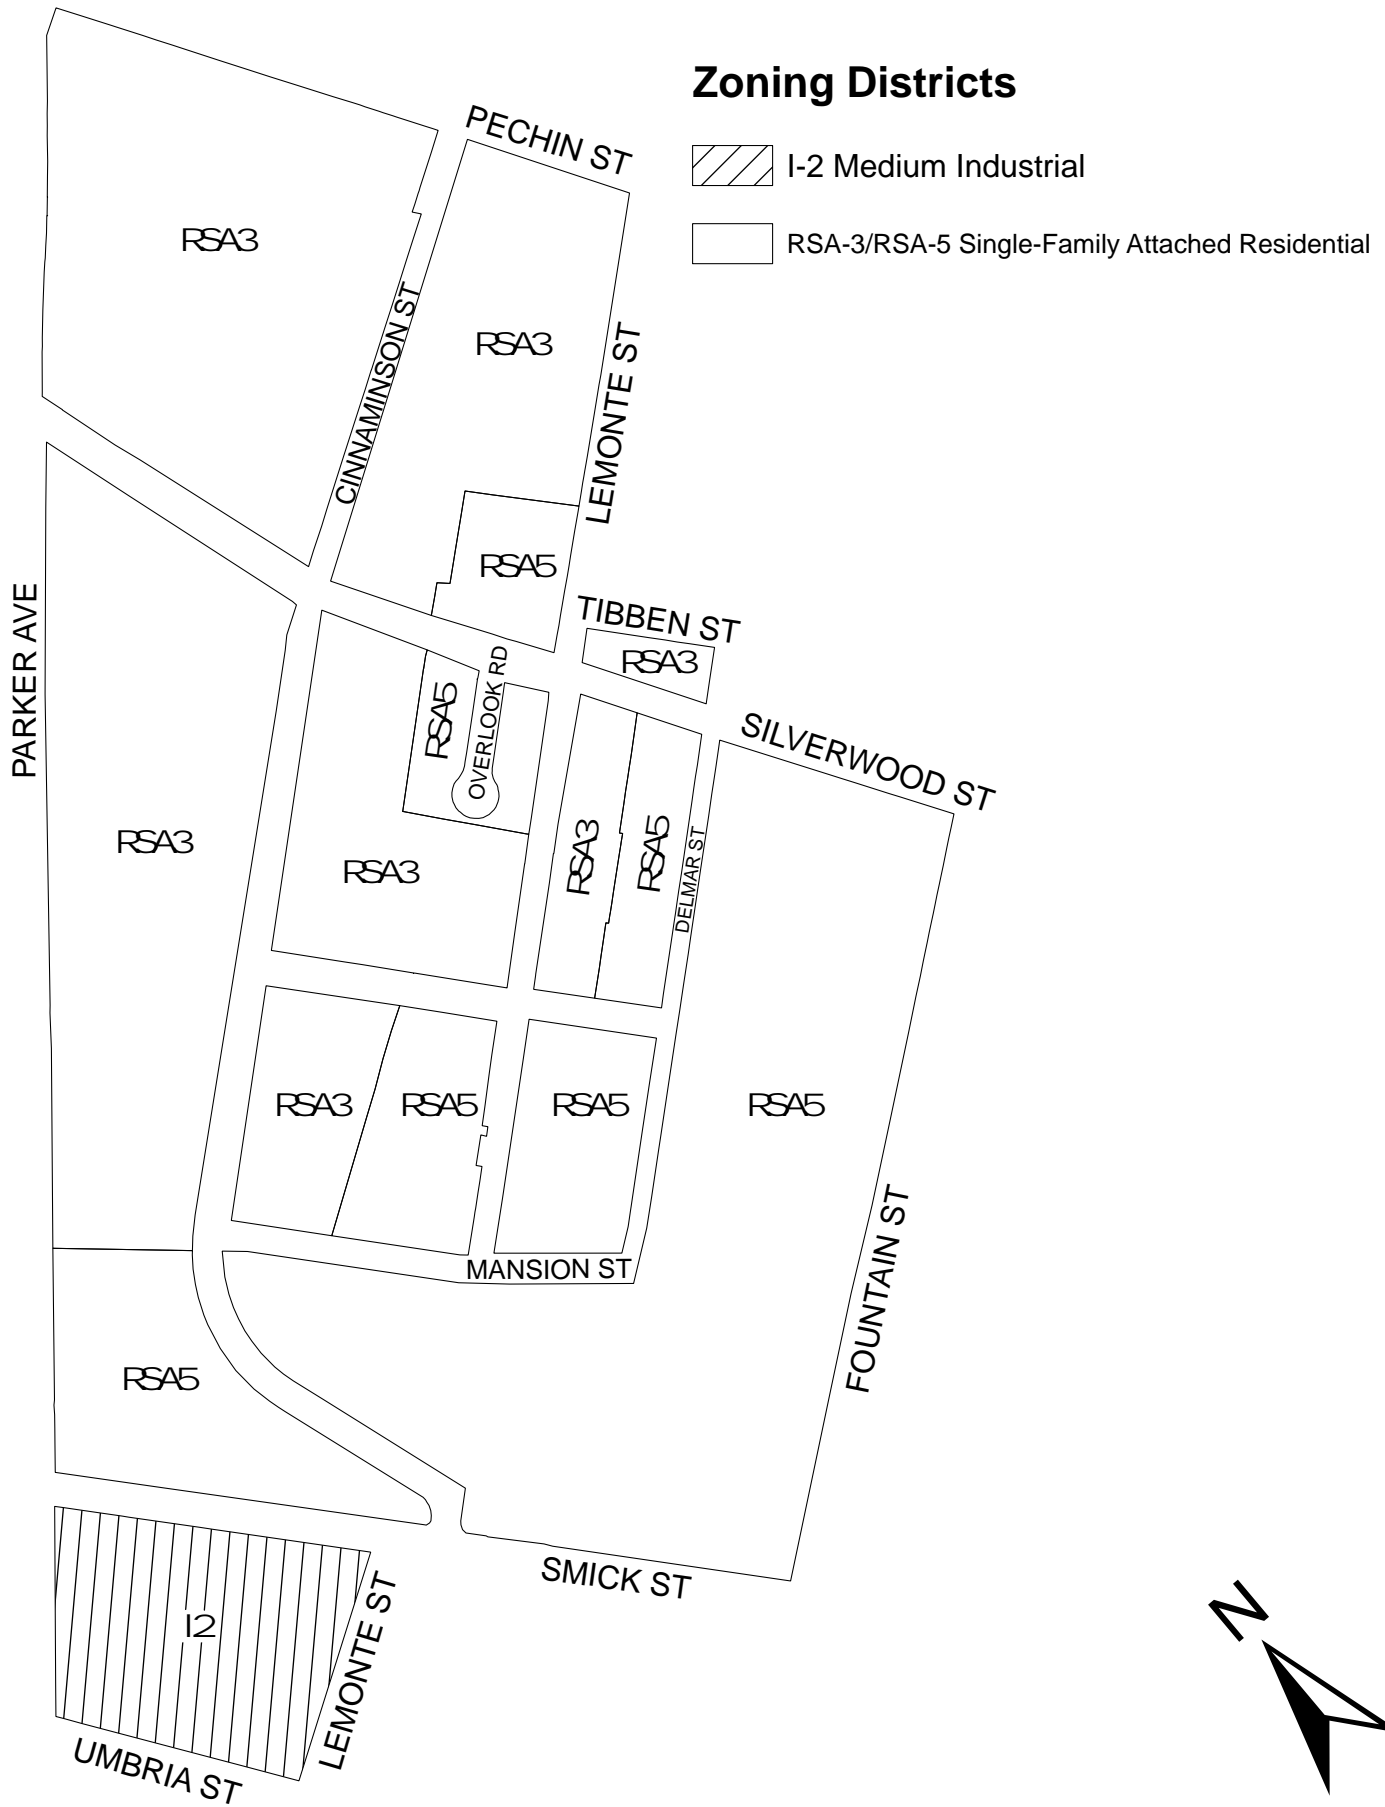 Zoning Districts
PECHIN ST
I-2 Medium Industrial
RSA3
RSA-3/RSA-5 Single-Family Attached Residential
CINNAMINSON ST
RSA3
LEMONTE ST
RSA5
TIBBEN ST
RSA3
PARKER AVE
RSA5
OVERLOOK RD
SILVERWOOD ST
RSA3
RSA3
RSA3
RSA5
DELMAR ST
RSA3
RSA5
RSA5
RSA5
MANSION ST
FOUNTAIN ST
RSA5
SMICK ST
I2
LEMONTE ST
UMBRIA ST
N